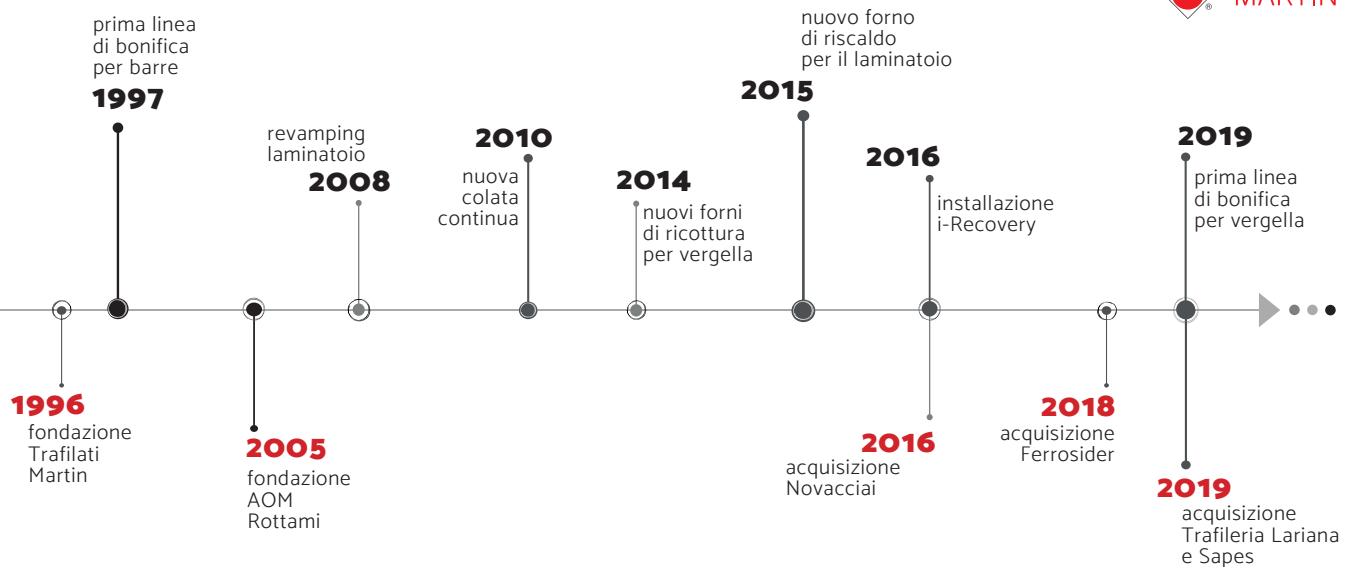 MARTIN
®
prima linea
di bonifica
per barre
1997
revamping
laminatoio
2008
2010
nuova
colata
continua
2014
nuovi forni
di ricottura
per vergella
nuovo forno
di riscaldo
per il laminatoio
2015
2016
installazione
i-Recovery
2019
prima linea
di bonifica
per vergella
1996
fondazione
Trafilati
Martin
2005
fondazione
AOM
Rottami
2016
acquisizione
Novacciai
2018
acquisizione
Ferrosider
2019
acquisizione
Trafileria Lariana
e Sapes